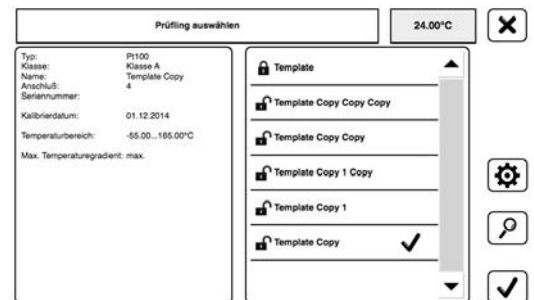 Prüfling auswählen
24.00°C
Typ: Pt100
Klasse: Klasse A
Name: Template Copy
Anschluß: 4
Seriennummer:
Kalibrierdatum: 01.12.2014
Temperaturbereich: -55.00...165.00°C
Max. Temperaturgradient: max.
Template
Template Copy Copy Copy
Template Copy Copy
Template Copy 1 Copy
Template Copy 1
Template Copy